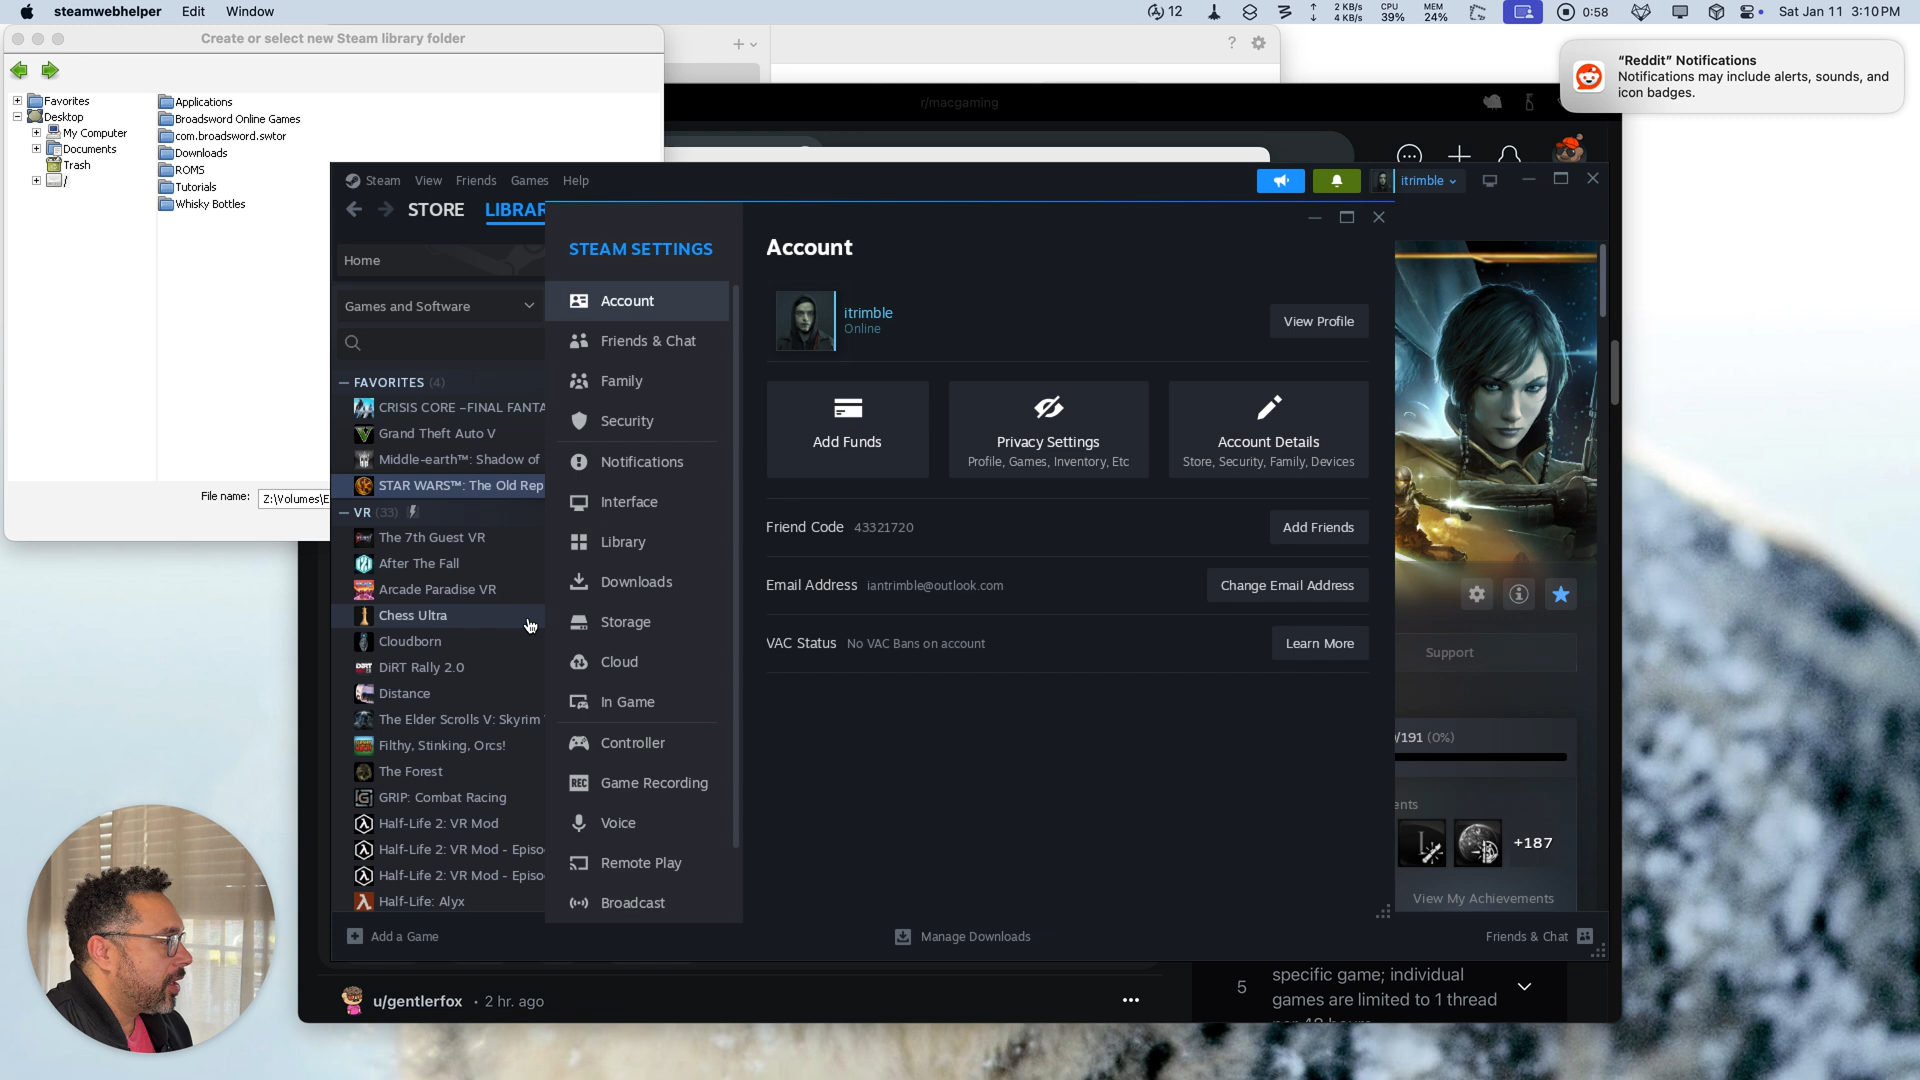 steamwebhelper Edit Window
12
2 KB/s
4 KB/s
CPU
39%
MEM
24%
0:58
Sat Jan 11 3:10 PM
Create or select new Steam library folder
Favorites
Desktop
My Computer
Documents
Trash
/
Applications
Broadsword Online Games
com.broadsword.swtor
Downloads
ROMS
Tutorials
Whisky Bottles
File name:
Z:\Volumes\E
"Reddit" Notifications
Notifications may include alerts, sounds, and
icon badges.
r/macgaming
Steam View Friends Games Help
itrimble
STORE LIBRAR
Home
Games and Software
FAVORITES (4)
CRISIS CORE –FINAL FANTA
Grand Theft Auto V
Middle-earth™: Shadow of
STAR WARS™: The Old Rep
VR (33)
The 7th Guest VR
After The Fall
Arcade Paradise VR
Chess Ultra
Cloudborn
DiRT Rally 2.0
Distance
The Elder Scrolls V: Skyrim
Filthy, Stinking, Orcs!
The Forest
GRIP: Combat Racing
Half-Life 2: VR Mod
Half-Life 2: VR Mod - Episo
Half-Life 2: VR Mod - Episo
Half-Life: Alyx
Add a Game
STEAM SETTINGS
Account
Friends & Chat
Family
Security
Notifications
Interface
Library
Downloads
Storage
Cloud
In Game
Controller
REC Game Recording
Voice
Remote Play
Broadcast
Account
itrimble
Online
View Profile
Add Funds
Privacy Settings
Profile, Games, Inventory, Etc
Account Details
Store, Security, Family, Devices
Friend Code 43321720
Add Friends
Email Address iantrimble@outlook.com
Change Email Address
VAC Status No VAC Bans on account
Learn More
Support
/191 (0%)
ents
+187
View My Achievements
Manage Downloads
Friends & Chat
u/gentlerfox • 2 hr. ago
5
specific game; individual
games are limited to 1 thread